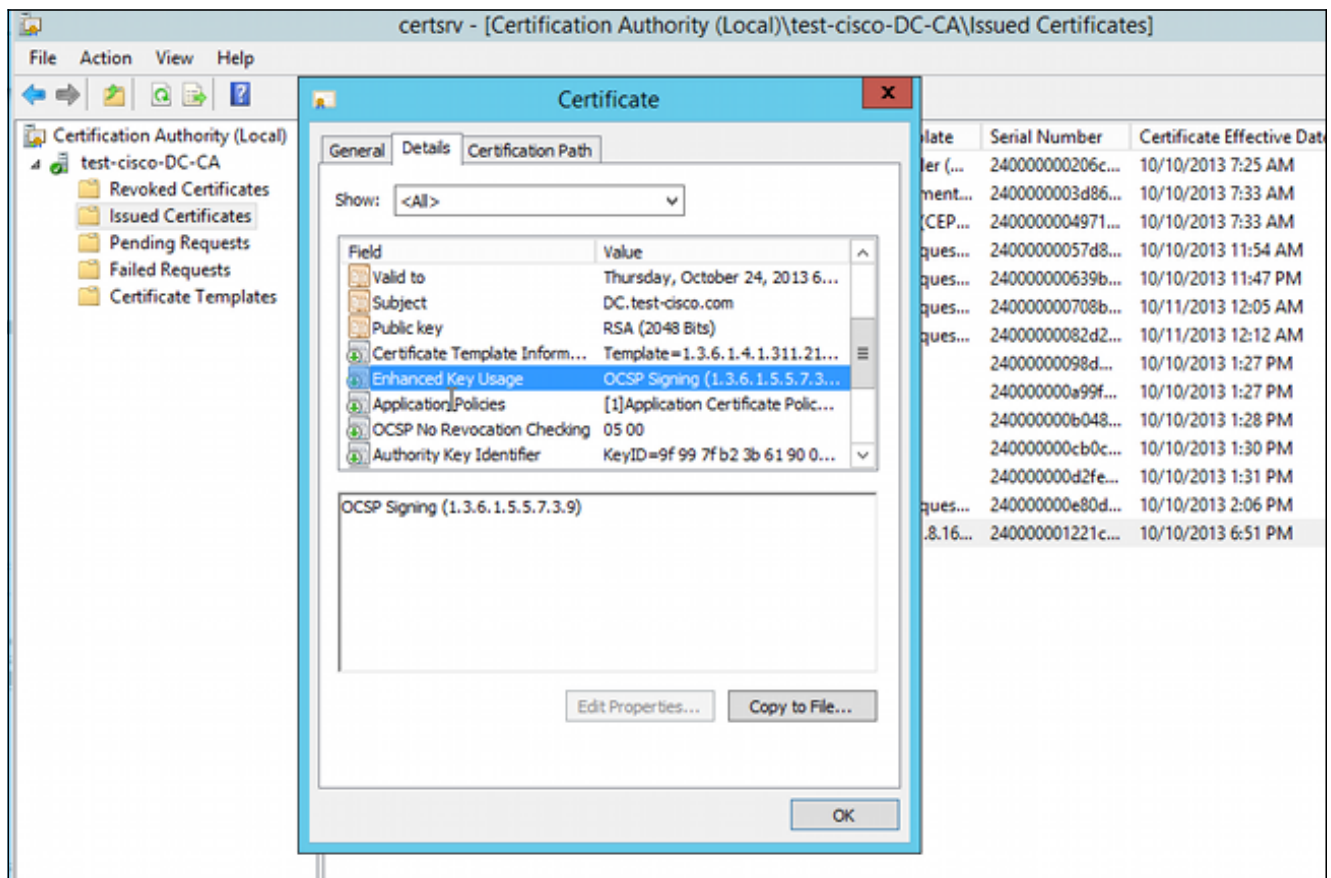 certsrv - [Certification Authority (Local)\test-cisco-DC-CA\Issued Certificates]
File Action View Help
Certification Authority (Local)
test-cisco-DC-CA
Revoked Certificates
Issued Certificates
Pending Requests
Failed Requests
Certificate Templates
Certificate
x
General Details Certification Path
Show: <All>
Field Value
Valid to Thursday, October 24, 2013 6...
Subject DC.test-cisco.com
Public key RSA (2048 Bits)
Certificate Template Inform... Template=1.3.6.1.4.1.311.21...
Enhanced Key Usage OCSP Signing (1.3.6.1.5.5.7.3...
Application Policies [1]Application Certificate Polic...
OCSP No Revocation Checking 05 00
Authority Key Identifier KeyID=9f 99 7f b2 3b 61 90 0...
OCSP Signing (1.3.6.1.5.5.7.3.9)
Edit Properties... Copy to File...
OK
plate Serial Number Certificate Effective Date
ler (... 240000000206c... 10/10/2013 7:25 AM
ment... 2400000003d86... 10/10/2013 7:33 AM
(CEP... 2400000004971... 10/10/2013 7:33 AM
ques... 24000000057d8... 10/10/2013 11:54 AM
ques... 240000000639b... 10/10/2013 11:47 PM
ques... 240000000708b... 10/11/2013 12:05 AM
ques... 24000000082d2... 10/11/2013 12:12 AM
24000000098d... 10/10/2013 1:27 PM
240000000a99f... 10/10/2013 1:27 PM
240000000b048... 10/10/2013 1:28 PM
240000000cb0c... 10/10/2013 1:30 PM
240000000d2fe... 10/10/2013 1:31 PM
ques... 240000000e80d... 10/10/2013 2:06 PM
.8.16... 240000001221c... 10/10/2013 6:51 PM